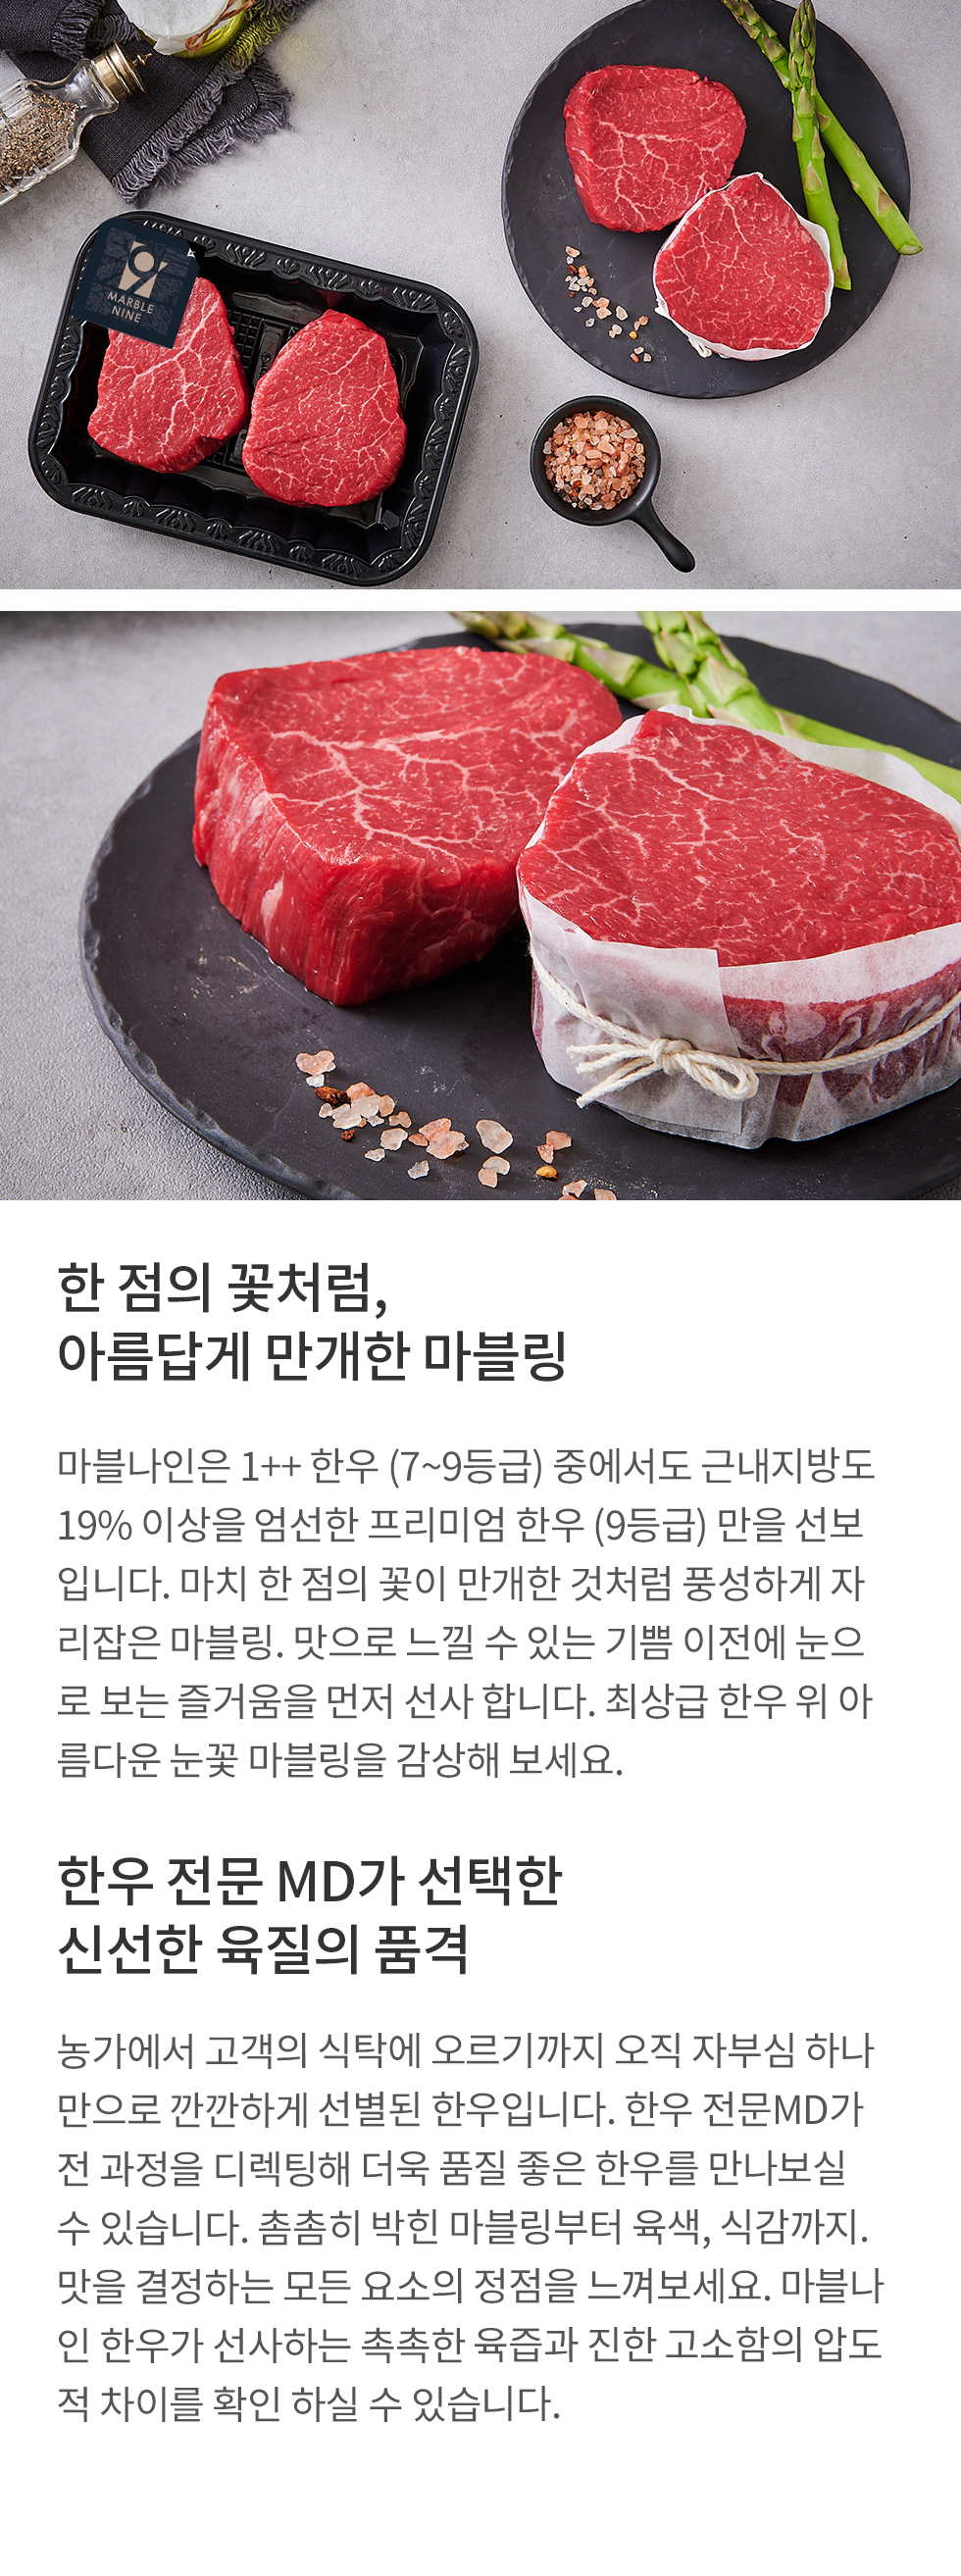 MARBLE
NINE
한 점의 꽃처럼,
아름답게 만개한 마블링
마블나인은 1++ 한우 (7~9등급) 중에서도 근내지방도
19% 이상을 엄선한 프리미엄 한우 (9등급) 만을 선보
입니다. 마치 한 점의 꽃이 만개한 것처럼 풍성하게 자
리잡은 마블링. 맛으로 느낄 수 있는 기쁨 이전에 눈으
로 보는 즐거움을 먼저 선사 합니다. 최상급 한우 위 아
름다운 눈꽃 마블링을 감상해 보세요.
한우 전문 MD가 선택한
신선한 육질의 품격
농가에서 고객의 식탁에 오르기까지 오직 자부심 하나
만으로 깐깐하게 선별된 한우입니다. 한우 전문MD가
전 과정을 디렉팅해 더욱 품질 좋은 한우를 만나보실
수 있습니다. 촘촘히 박힌 마블링부터 육색, 식감까지.
맛을 결정하는 모든 요소의 정점을 느껴보세요. 마블나
인 한우가 선사하는 촉촉한 육즙과 진한 고소함의 압도
적 차이를 확인 하실 수 있습니다.